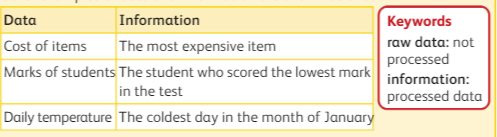 Data Information
Cost of items The most expensive item
Marks of students The student who scored the lowest mark
in the test
Daily temperature The coldest day in the month of January
Keywords
raw data: not
processed
information:
processed data